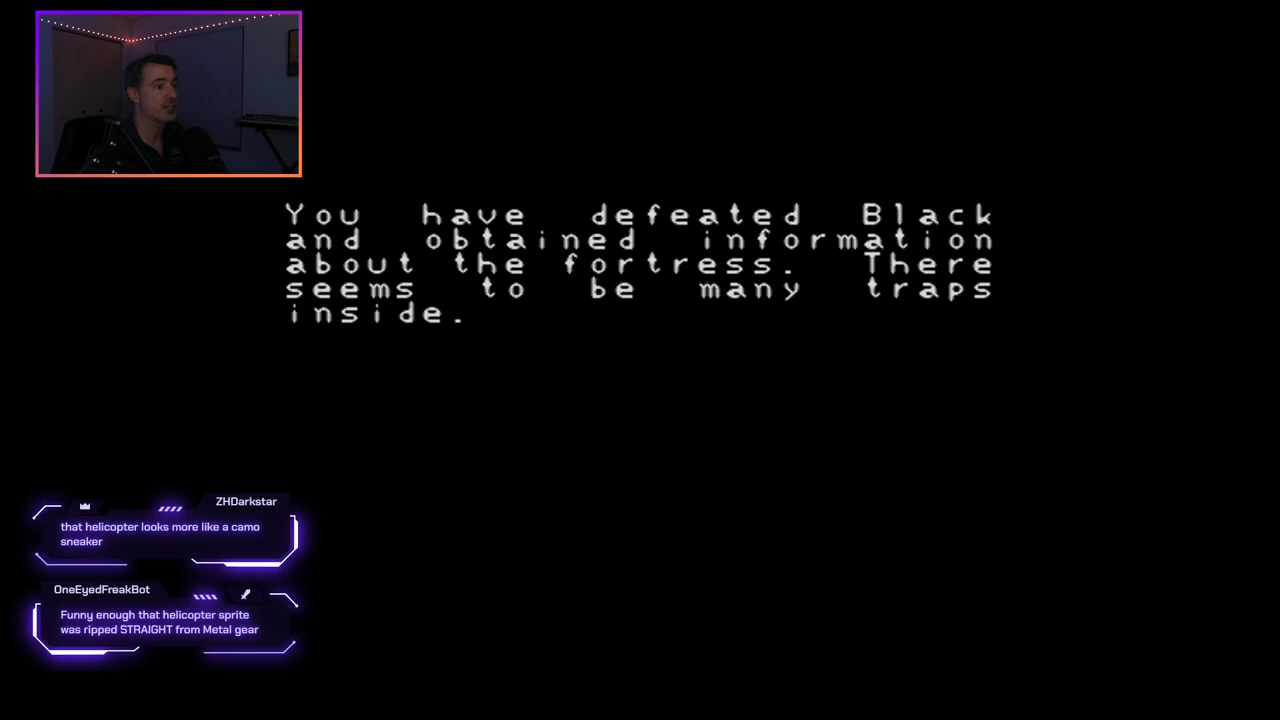 You have defeated Black
and obtained information
about the fortress. There
seems to be many traps
inside.
ZHDarkstar
that helicopter looks more like a camo
sneaker
OneEyedFreakBot
Funny enough that helicopter sprite
was ripped STRAIGHT from Metal gear